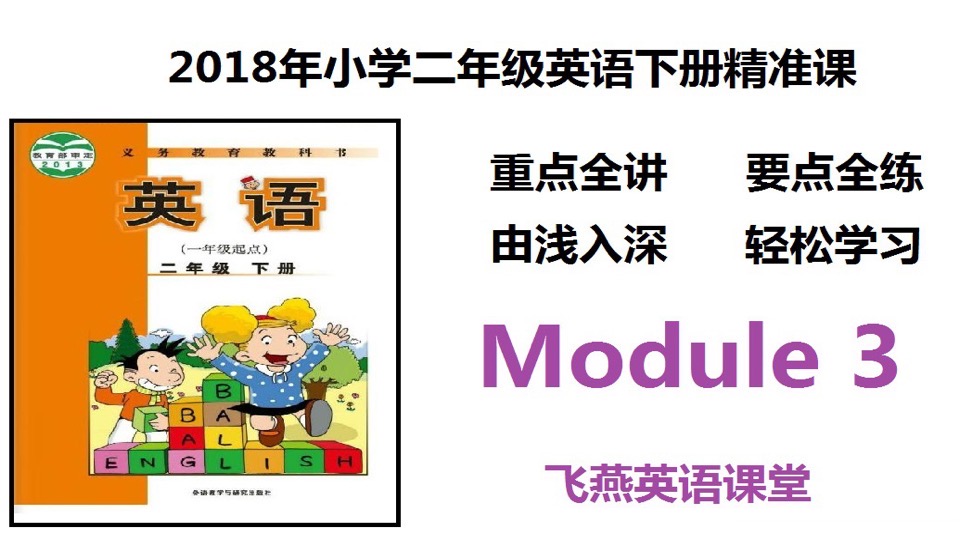 2018年小学二年级英语下册精准课
教育部审定
2013
义务教育教科书
英语
(一年级起点)
二年级 下册
B
B A
A L
E N G L I S H
外语教学与研究出版社
重点全讲 要点全练
由浅入深 轻松学习
Module 3
飞燕英语课堂